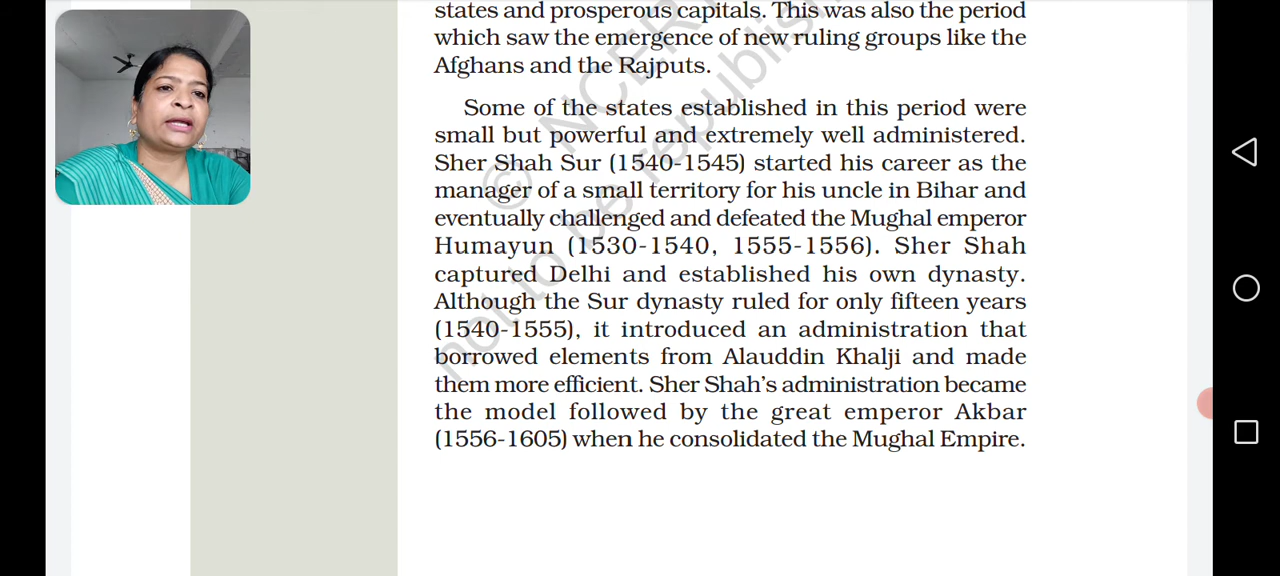 states and prosperous capitals. This was also the period
which saw the emergence of new ruling groups like the
Afghans and the Rajputs.
Some of the states established in this period were
small but powerful and extremely well administered.
Sher Shah Sur (1540-1545) started his career as the
manager of a small territory for his uncle in Bihar and
eventually challenged and defeated the Mughal emperor
Humayun (1530-1540, 1555-1556). Sher Shah
captured Delhi and established his own dynasty.
Although the Sur dynasty ruled for only fifteen years
(1540-1555), it introduced an administration that
borrowed elements from Alauddin Khalji and made
them more efficient. Sher Shah's administration became
the model followed by the great emperor Akbar
(1556-1605) when he consolidated the Mughal Empire.
© NCER
not to be republish